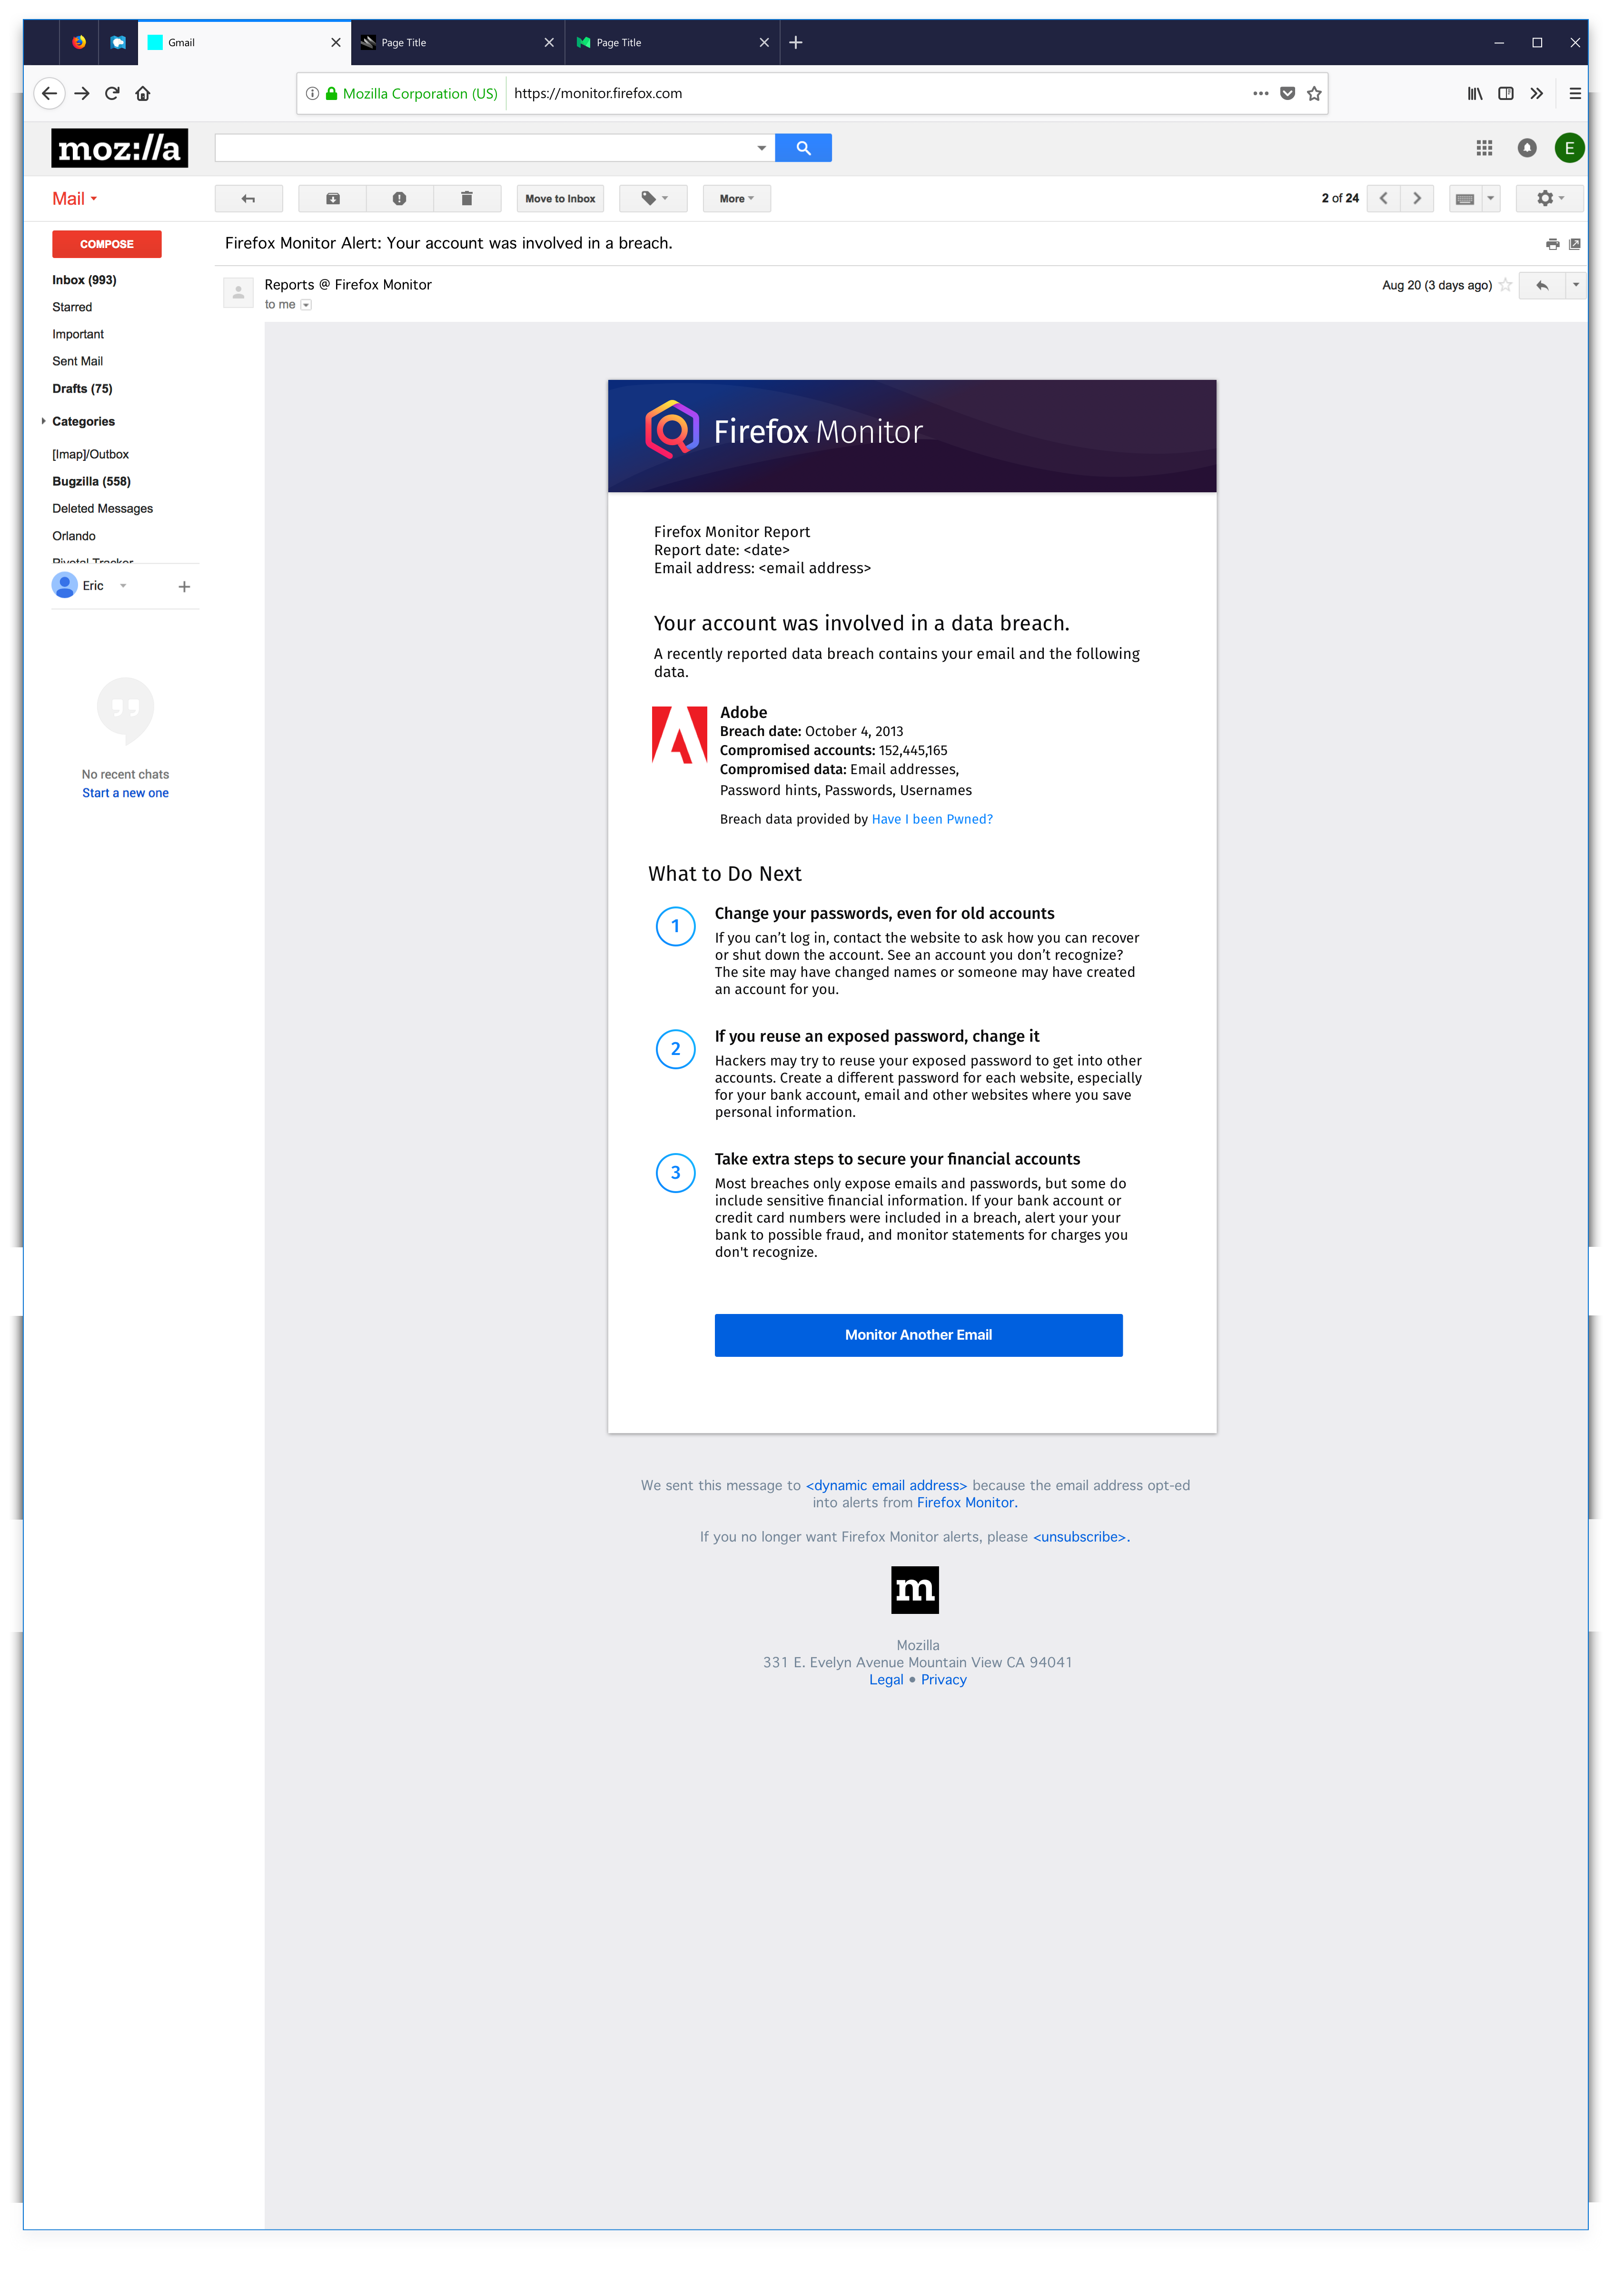 Gmail
Page Title
Page Title
Mozilla Corporation (US)
https://monitor.firefox.com
moz://a
E
Mail
Move to Inbox
More
2 of 24
COMPOSE
Firefox Monitor Alert: Your account was involved in a breach.
Inbox (993)
Starred
Important
Sent Mail
Drafts (75)
Categories
[Imap]/Outbox
Bugzilla (558)
Deleted Messages
Orlando
Pivotal Tracker
Eric
No recent chats
Start a new one
Reports @ Firefox Monitor
to me
Aug 20 (3 days ago)
Firefox Monitor
Firefox Monitor Report
Report date: <date>
Email address: <email address>
Your account was involved in a data breach.
A recently reported data breach contains your email and the following
data.
Adobe
Breach date: October 4, 2013
Compromised accounts: 152,445,165
Compromised data: Email addresses,
Password hints, Passwords, Usernames
Breach data provided by Have I been Pwned?
What to Do Next
1
Change your passwords, even for old accounts
If you can’t log in, contact the website to ask how you can recover
or shut down the account. See an account you don’t recognize?
The site may have changed names or someone may have created
an account for you.
2
If you reuse an exposed password, change it
Hackers may try to reuse your exposed password to get into other
accounts. Create a different password for each website, especially
for your bank account, email and other websites where you save
personal information.
3
Take extra steps to secure your financial accounts
Most breaches only expose emails and passwords, but some do
include sensitive financial information. If your bank account or
credit card numbers were included in a breach, alert your your
bank to possible fraud, and monitor statements for charges you
don't recognize.
Monitor Another Email
We sent this message to <dynamic email address> because the email address opt-ed
into alerts from Firefox Monitor.
If you no longer want Firefox Monitor alerts, please <unsubscribe>.
m
Mozilla
331 E. Evelyn Avenue Mountain View CA 94041
Legal • Privacy